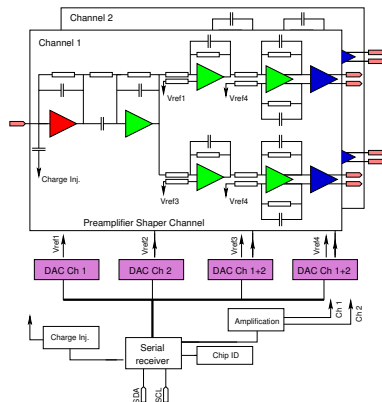 Channel 2
Channel 1
Vref1
Vref4
Charge Inj.
Vref3
Vref4
Preamplifier Shaper Channel
Vref1
Vref2
Vref3
Vref4
DAC Ch 1
DAC Ch 2
DAC Ch 1+2
DAC Ch 1+2
Ch 1
Ch 2
Amplification
Charge Inj.
Serial
receiver
Chip ID
SDA
SCL